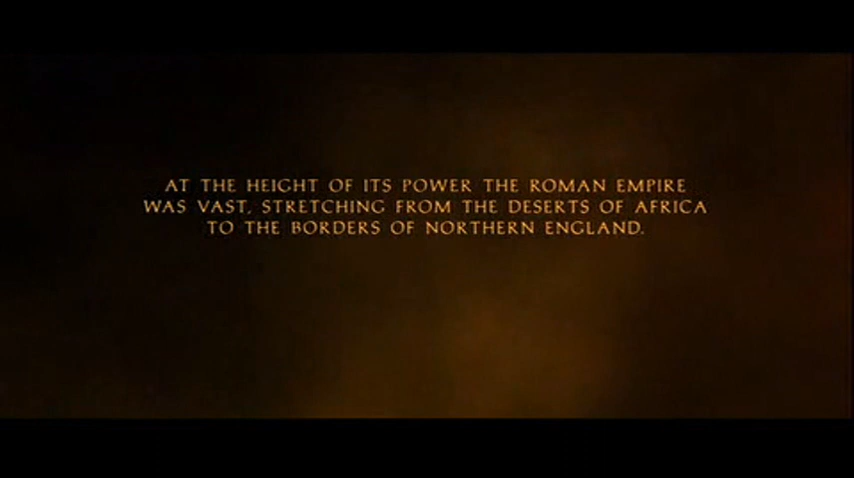 AT THE HEIGHT OF ITS POWER THE ROMAN EMPIRE
WAS VAST, STRETCHING FROM THE DESERTS OF AFRICA
TO THE BORDERS OF NORTHERN ENGLAND.